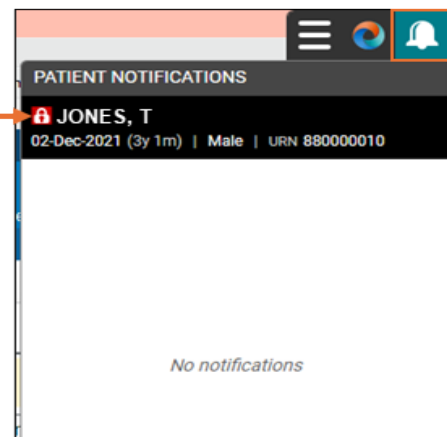 PATIENT NOTIFICATIONS
JONES, T
02-Dec-2021 (3y 1m) | Male | URN 880000010
No notifications